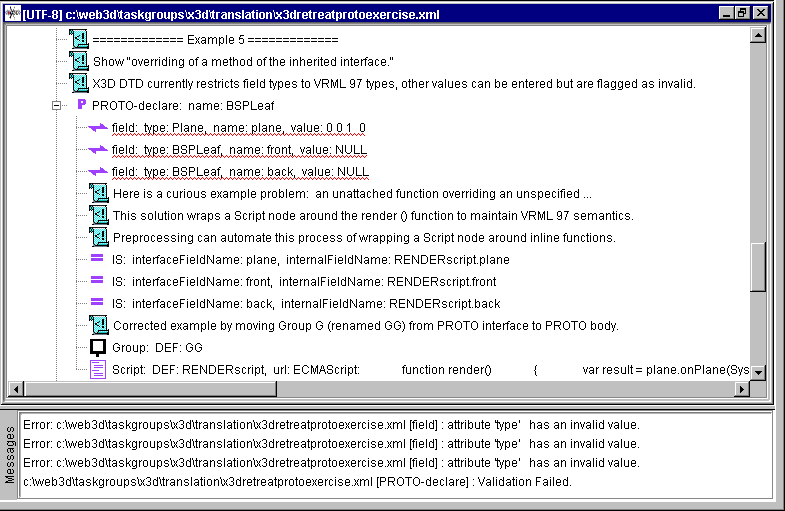 [UTF-8] c:\web3d\taskgroups\x3d\translation\x3dretreatprotoexercise.xml
============= Example 5 =============
Show "overriding of a method of the inherited interface."
X3D DTD currently restricts field types to VRML 97 types, other values can be entered but are flagged as invalid.
P PROTO-declare: name: BSPLeaf
field: type: Plane, name: plane, value: 0 0 1 0
field: type: BSPLeaf, name: front, value: NULL
field: type: BSPLeaf, name: back, value: NULL
Here is a curious example problem: an unattached function overriding an unspecified ...
This solution wraps a Script node around the render () function to maintain VRML 97 semantics.
Preprocessing can automate this process of wrapping a Script node around inline functions.
IS: interfaceFieldName: plane, internalFieldName: RENDERscript.plane
IS: interfaceFieldName: front, internalFieldName: RENDERscript.front
IS: interfaceFieldName: back, internalFieldName: RENDERscript.back
Corrected example by moving Group G (renamed GG) from PROTO interface to PROTO body.
Group: DEF: GG
Script: DEF: RENDERscript, url: ECMAScript: function render() { var result = plane.onPlane(Sys
Messages
Error: c:\web3d\taskgroups\x3d\translation\x3dretreatprotoexercise.xml [field] : attribute 'type' has an invalid value.
Error: c:\web3d\taskgroups\x3d\translation\x3dretreatprotoexercise.xml [field] : attribute 'type' has an invalid value.
Error: c:\web3d\taskgroups\x3d\translation\x3dretreatprotoexercise.xml [field] : attribute 'type' has an invalid value.
c:\web3d\taskgroups\x3d\translation\x3dretreatprotoexercise.xml [PROTO-declare] : Validation Failed.